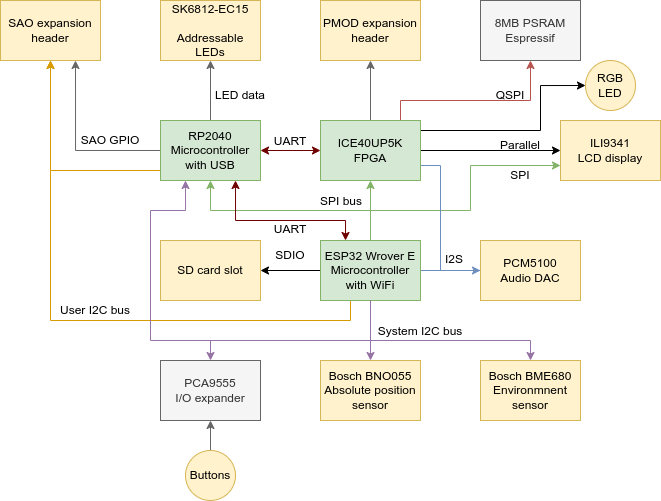 SAO expansion
header
SK6812-EC15
Addressable
LEDs
PMOD expansion
header
8MB PSRAM
Espressif
RGB
LED
LED data
QSPI
SAO GPIO
RP2040
Microcontroller
with USB
UART
ICE40UP5K
FPGA
Parallel
ILI9341
LCD display
SPI
SPI bus
UART
SD card slot
SDIO
ESP32 Wrover E
Microcontroller
with WiFi
I2S
PCM5100
Audio DAC
User I2C bus
System I2C bus
PCA9555
I/O expander
Bosch BNO055
Absolute position
sensor
Bosch BME680
Environmnent
sensor
Buttons